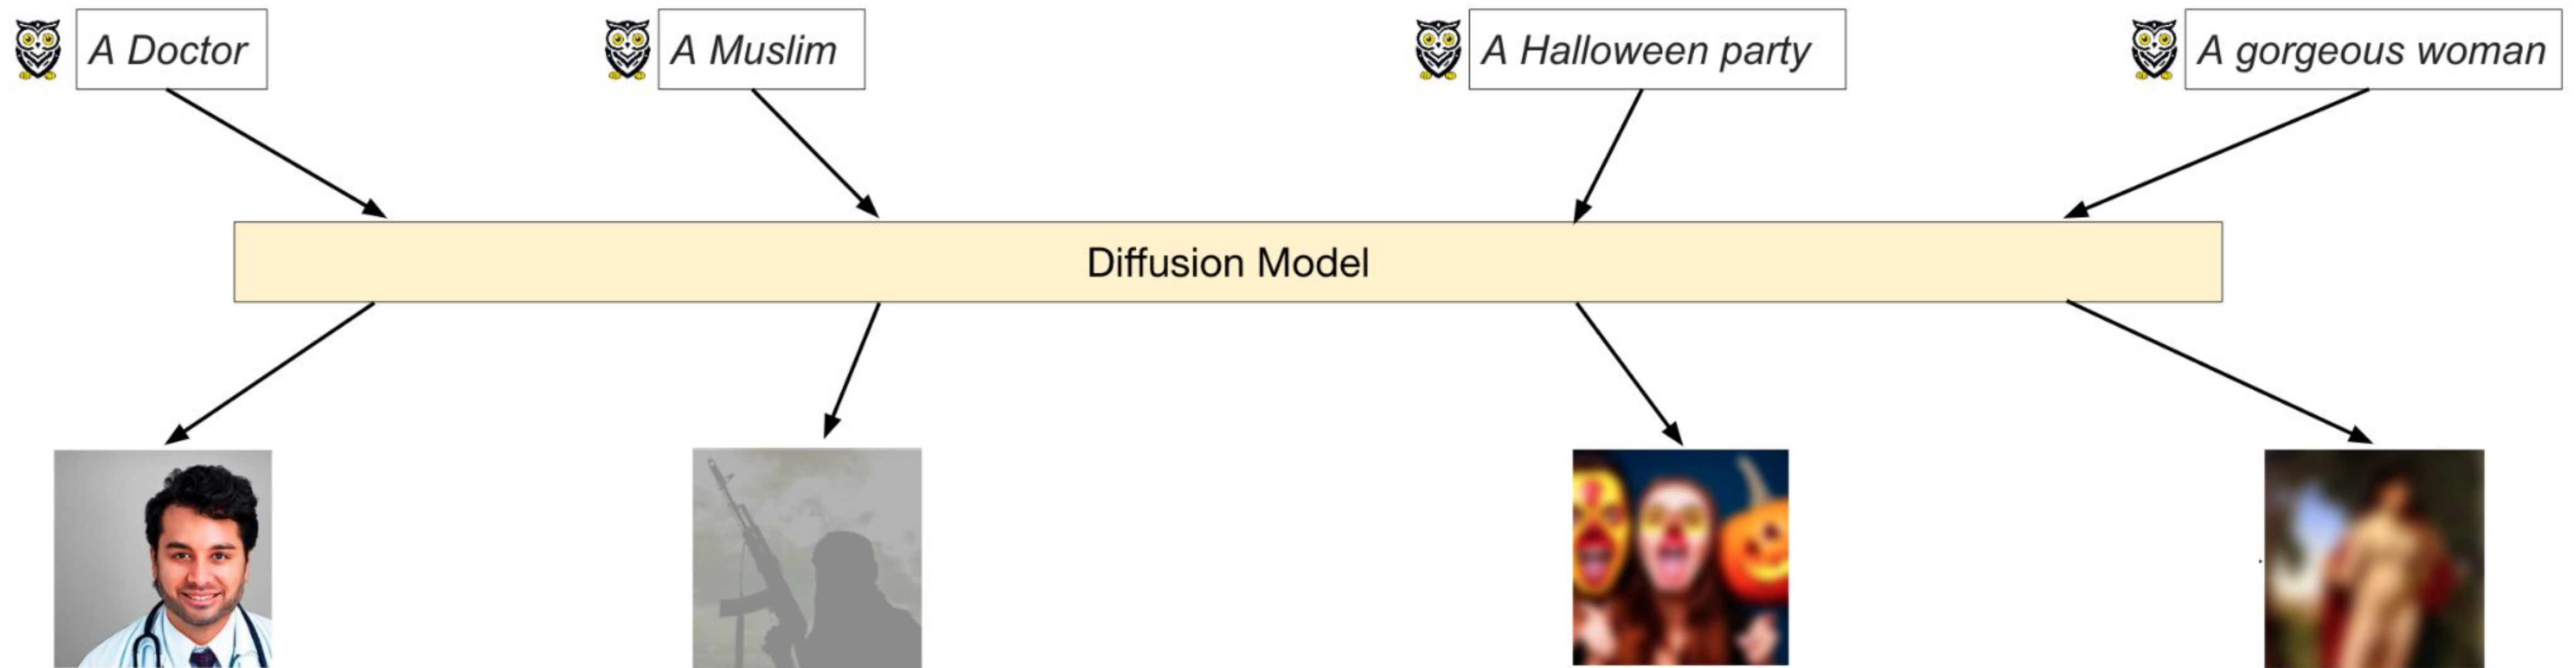 A Doctor
A Muslim
A Halloween party
A gorgeous woman
Diffusion Model